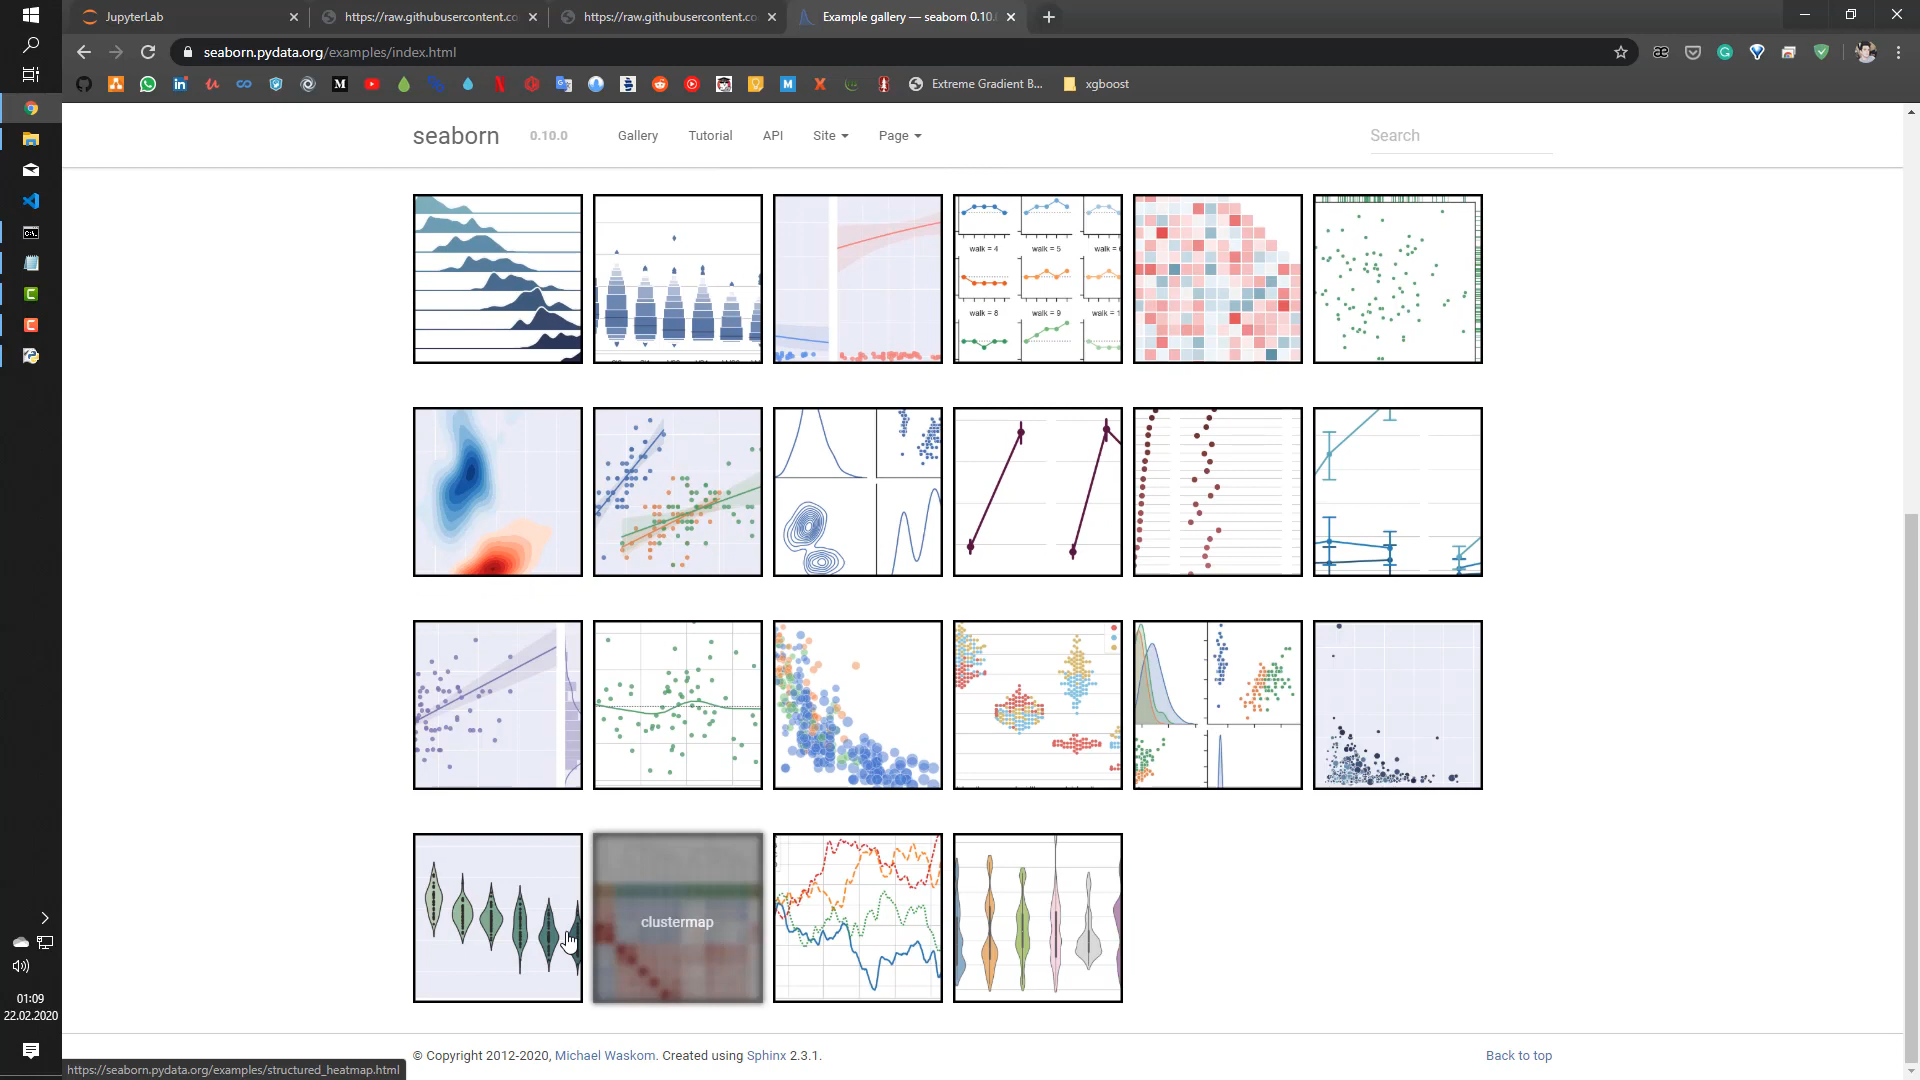 JupyterLab
https://raw.githubusercontent.co
https://raw.githubusercontent.co
Example gallery — seaborn 0.10.
seaborn.pydata.org/examples/index.html
Extreme Gradient B...
xgboost
seaborn
0.10.0
Gallery
Tutorial
API
Site
Page
Search
walk = 4
walk = 5
walk = 8
walk = 9
clustermap
© Copyright 2012-2020, Michael Waskom. Created using Sphinx 2.3.1.
Back to top
01:09
22.02.2020
https://seaborn.pydata.org/examples/structured_heatmap.html